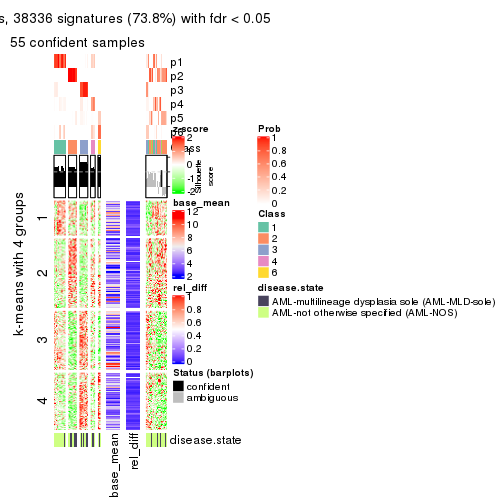 s, 38336 signatures (73.8%) with fdr < 0.05
55 confident samples
p1
p2
p3
p4
p5
p6
Silhouette
score
k-means with 4 groups
1
2
3
4
base_mean
rel_diff
disease.state
z-score
2
1
0
-1
-2
base_mean
12
10
8
6
4
2
rel_diff
1
0.8
0.6
0.4
0.2
0
Status (barplots)
confident
ambiguous
Prob
1
0.8
0.6
0.4
0.2
0
Class
1
2
3
4
6
disease.state
AML-multilineage dysplasia sole (AML-MLD-sole)
AML-not otherwise specified (AML-NOS)